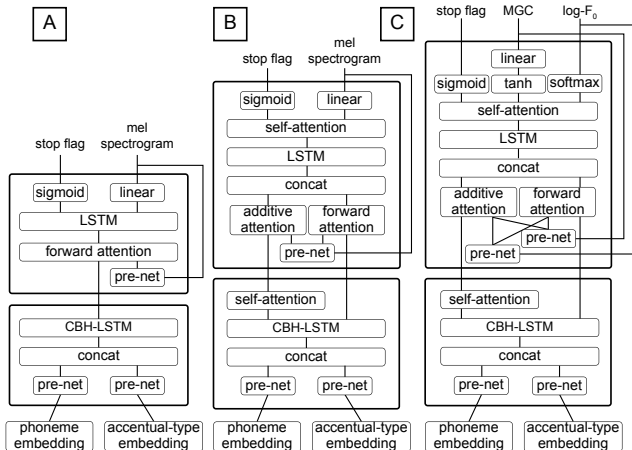 A
stop flag
mel
spectrogram
sigmoid
linear
LSTM
forward attention
pre-net
CBH-LSTM
concat
pre-net
pre-net
phoneme
embedding
accentual-type
embedding
B
stop flag
mel
spectrogram
sigmoid
linear
self-attention
LSTM
concat
additive
attention
forward
attention
pre-net
self-attention
CBH-LSTM
concat
pre-net
pre-net
phoneme
embedding
accentual-type
embedding
C
stop flag
MGC
log-F₀
linear
sigmoid
tanh
softmax
self-attention
LSTM
concat
additive
attention
forward
attention
pre-net
pre-net
self-attention
CBH-LSTM
concat
pre-net
pre-net
phoneme
embedding
accentual-type
embedding